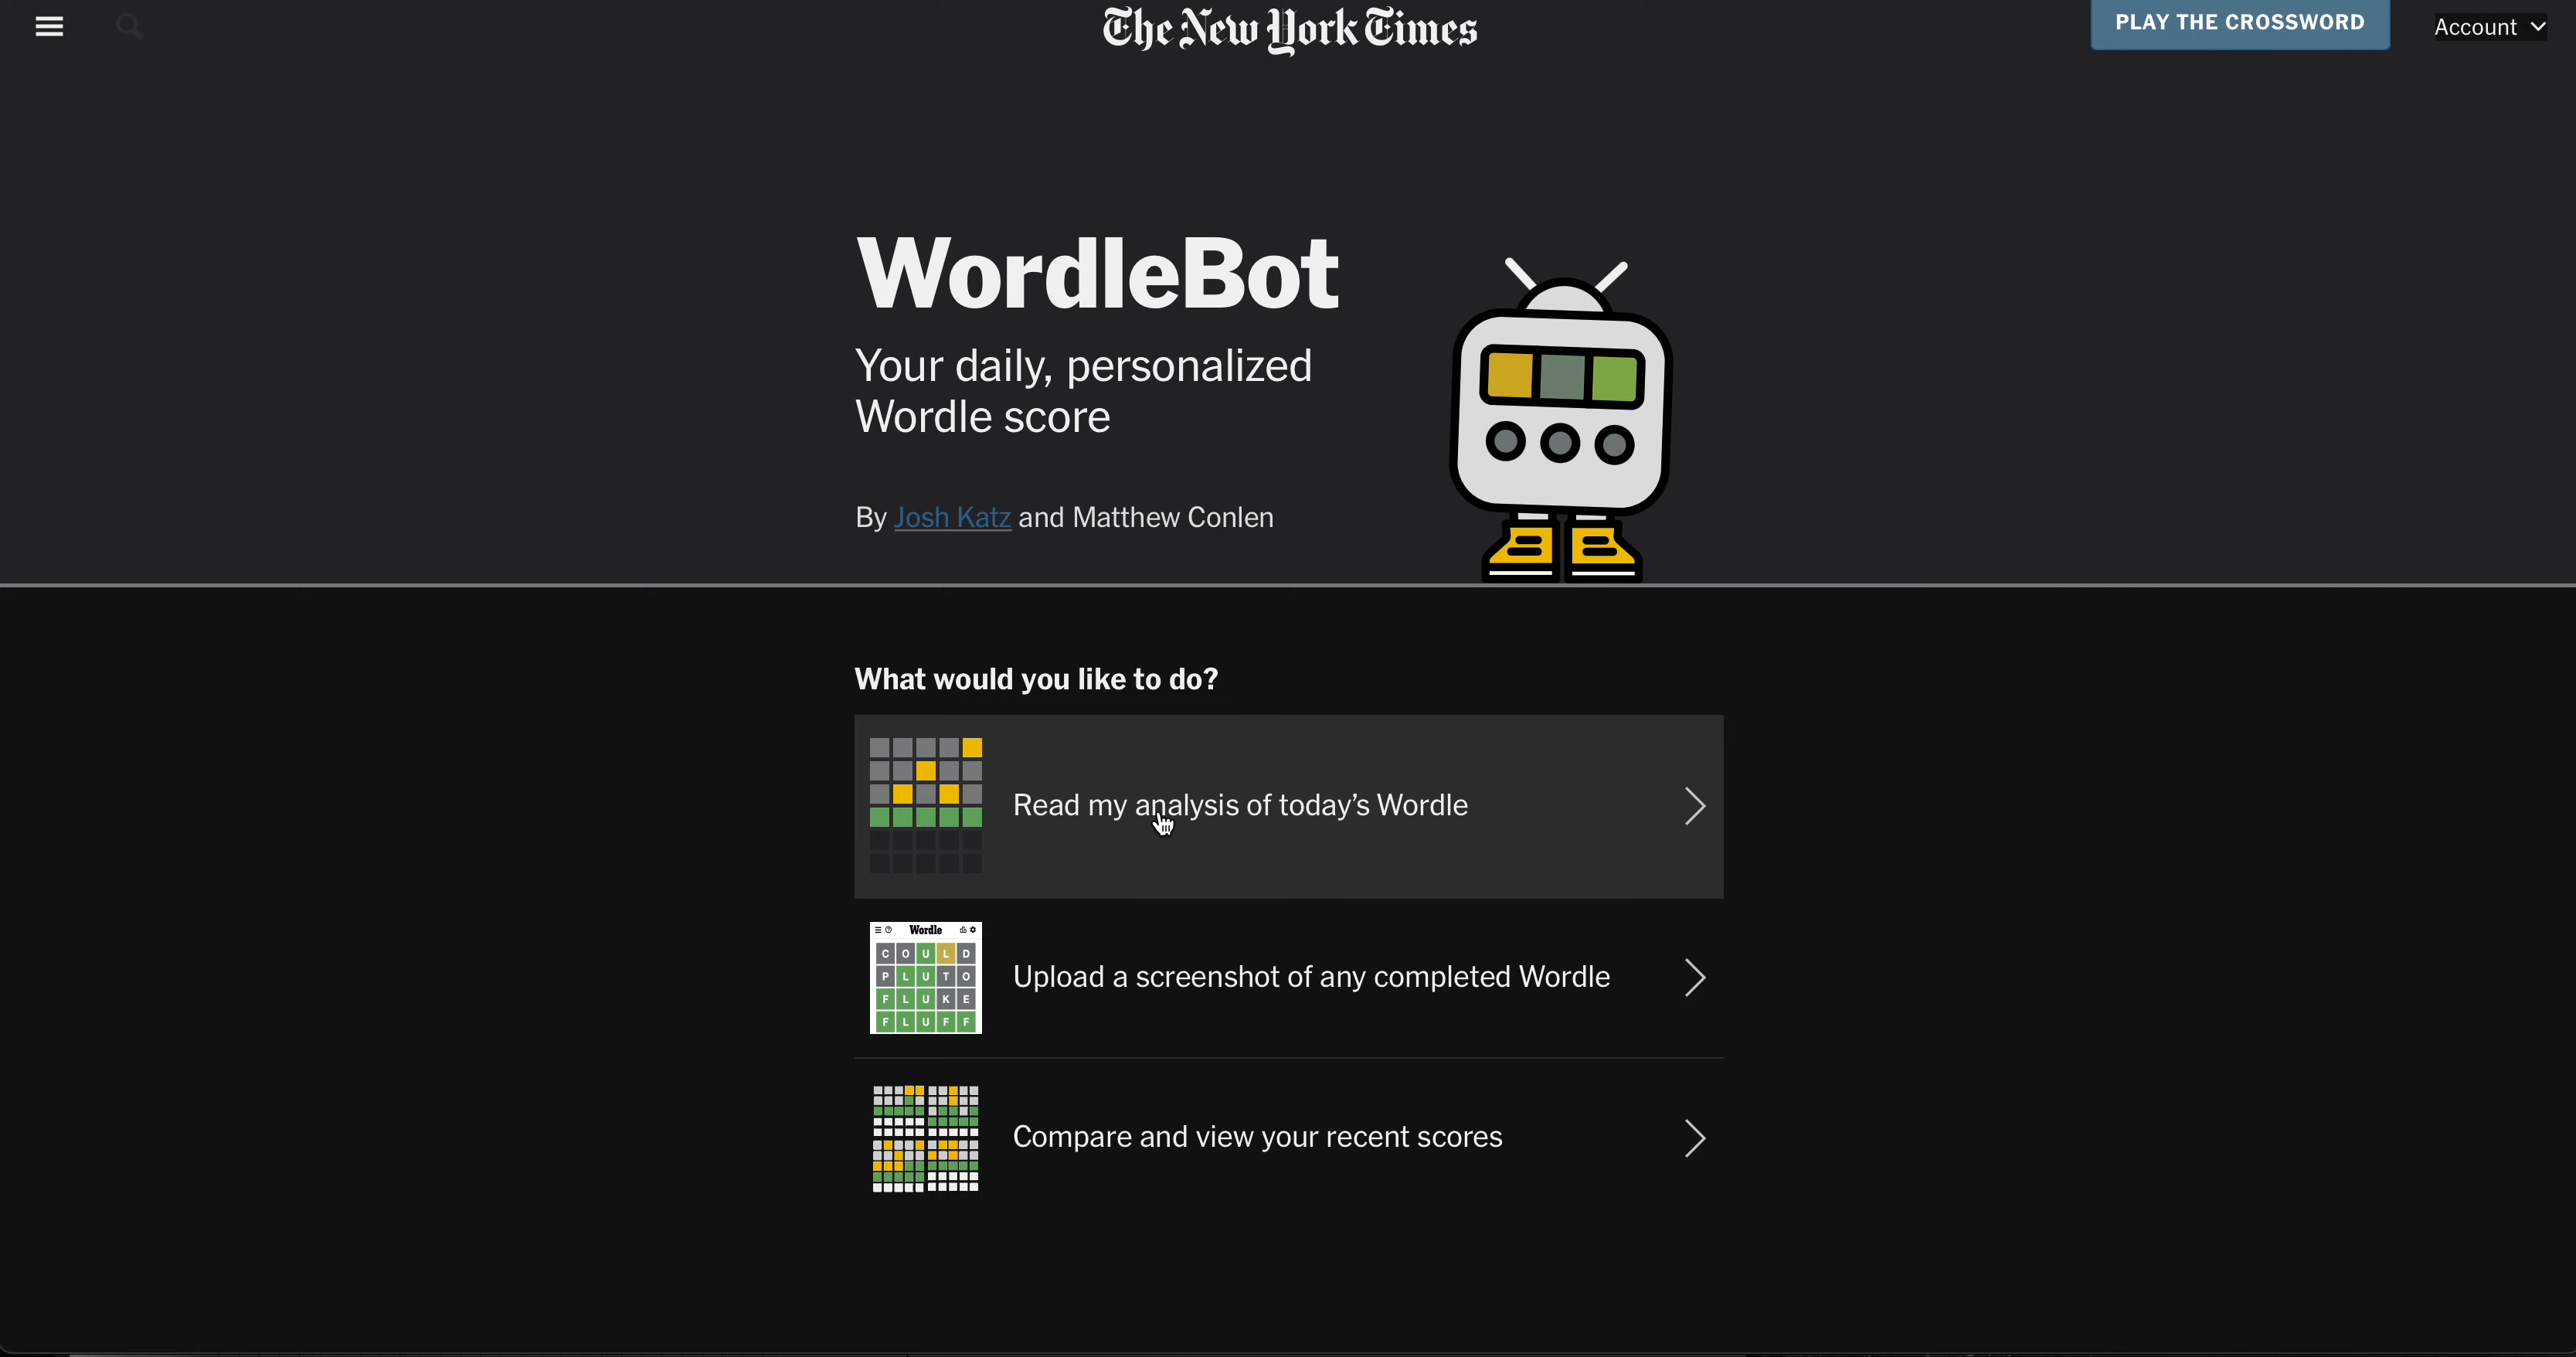 The New York Times
PLAY THE CROSSWORD
Account
WordleBot
Your daily, personalized
Wordle score
By Josh Katz and Matthew Conlen
What would you like to do?
Read my analysis of today’s Wordle
Wordle
C O U L D
P L U T O
F L U K E
F L U F F
Upload a screenshot of any completed Wordle
Compare and view your recent scores